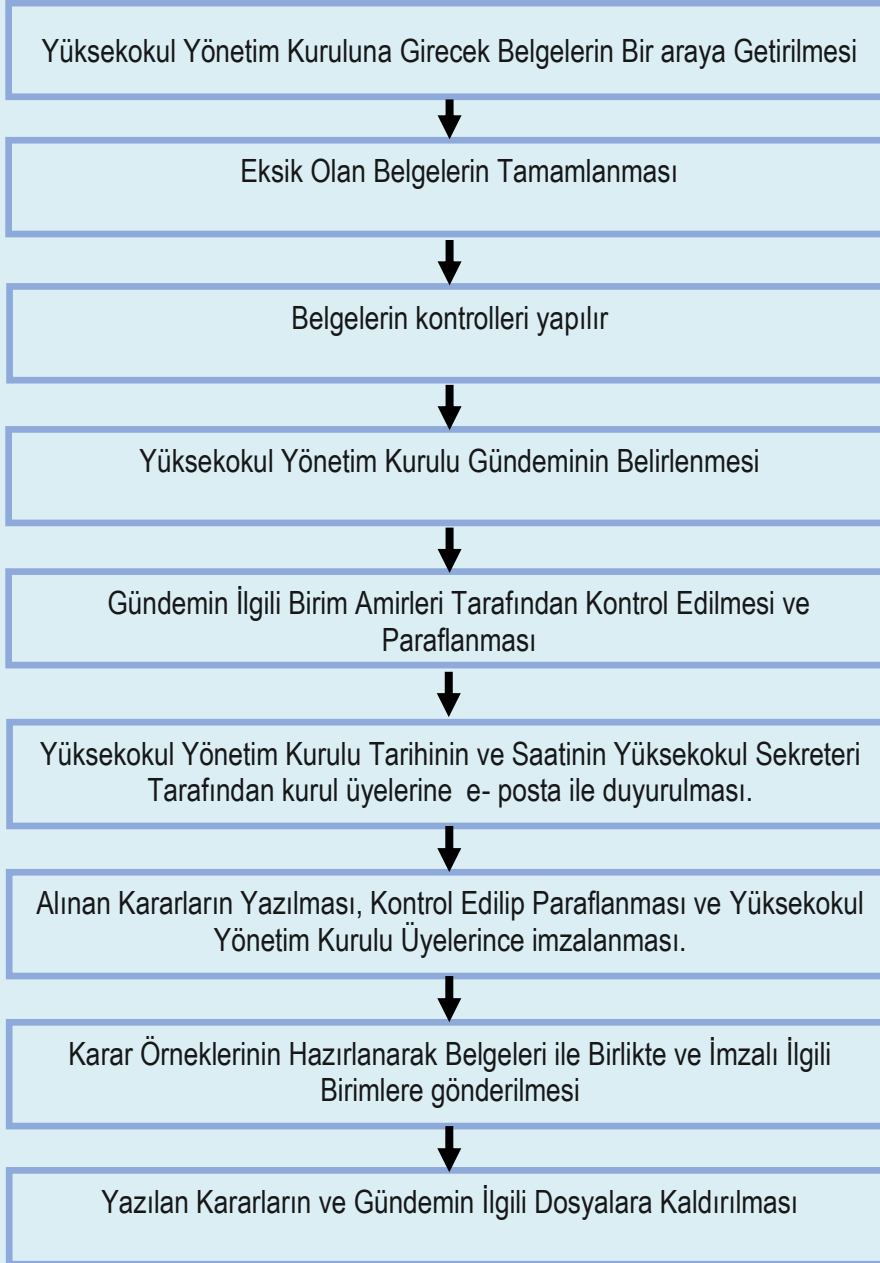 Yüksekokul Yönetim Kuruluna Girecek Belgelerin Bir araya Getirilmesi
Eksik Olan Belgelerin Tamamlanması
Belgelerin kontrolleri yapılır
Yüksekokul Yönetim Kurulu Gündeminin Belirlenmesi
Gündemin İlgili Birim Amirleri Tarafından Kontrol Edilmesi ve
Paraflanması
Yüksekokul Yönetim Kurulu Tarihinin ve Saatinin Yüksekokul Sekreteri
Tarafından kurul üyelerine e- posta ile duyurulması.
Alınan Kararların Yazılması, Kontrol Edilip Paraflanması ve Yüksekokul
Yönetim Kurulu Üyelerince imzalanması.
Karar Örneklerinin Hazırlanarak Belgeleri ile Birlikte ve İmzalı İlgili
Birimlere gönderilmesi
Yazılan Kararların ve Gündemin İlgili Dosyalara Kaldırılması